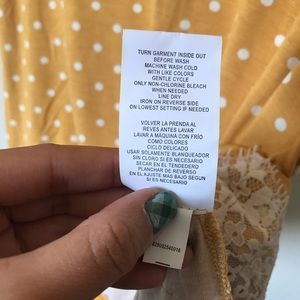 TURN GARMENT INSIDE OUT
BEFORE WASH
MACHINE WASH COLD
WITH LIKE COLORS
GENTLE CYCLE
ONLY NON-CHLORINE BLEACH
WHEN NEEDED
LINE DRY
IRON ON REVERSE SIDE
ON LOWEST SETTING IF NEEDED
VOLVER LA PRENDA AL
REVES ANTES LAVAR
LAVAR A MAQUINA CON FRÍO
COMO COLORES
CICLO DELICADO
USAR SOLAMENTE BLANQUEADOR
SIN CLORO SI ES NECESARIO
SECAR EN EL TENDEDERO
PLANCHAR DE REVERSO
EN EL AJUSTE MAS BAJO SEGUN
SI ES NECESARIO